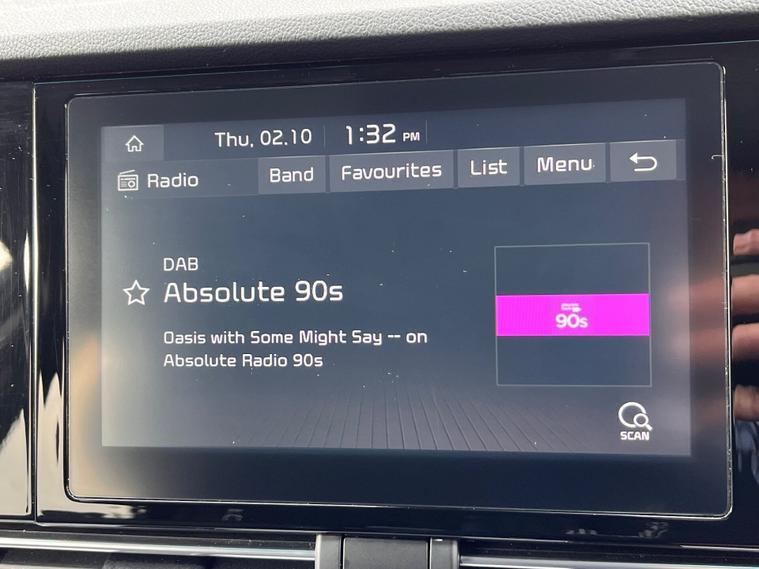 Thu, 02.10 1:32 PM
Radio Band Favourites List Menu
DAB
Absolute 90s
Oasis with Some Might Say -- on
Absolute Radio 90s
90s
SCAN